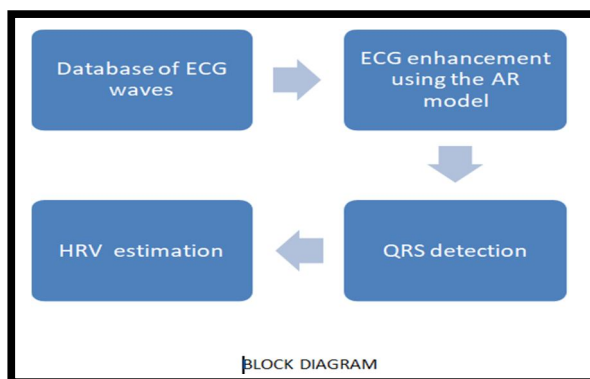 Database of ECG
waves
ECG enhancement
using the AR
model
HRV estimation
QRS detection
BLOCK DIAGRAM